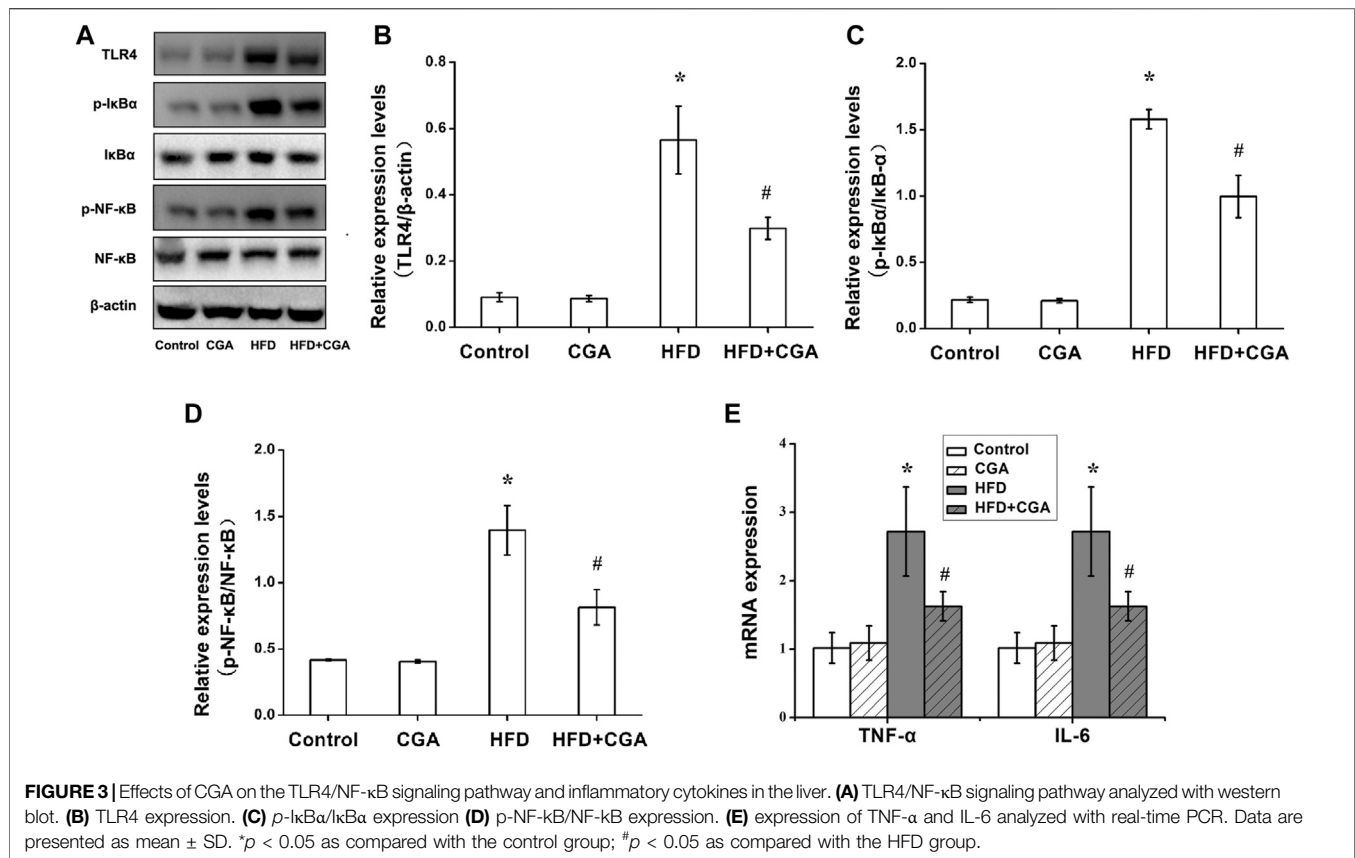 A
TLR4
p-IκBα
IκBα
p-NF-κB
NF-κB
β-actin
Control CGA HFD HFD+CGA
B
Relative expression levels
(TLR4/β-actin)
0.8
0.6
0.4
0.2
0.0
*
#
Control CGA HFD HFD+CGA
C
Relative expression levels
(p-IκBα/IκB-α)
2.0
1.5
1.0
0.5
0.0
*
#
Control CGA HFD HFD+CGA
D
Relative expression levels
(p-NF-κB/NF-κB)
2.0
1.5
1.0
0.5
0.0
*
#
Control CGA HFD HFD+CGA
E
mRNA expression
4
3
2
1
0
Control
CGA
HFD
HFD+CGA
*
#
*
#
TNF-α IL-6
FIGURE 3 | Effects of CGA on the TLR4/NF-κB signaling pathway and inflammatory cytokines in the liver. (A) TLR4/NF-κB signaling pathway analyzed with western
blot. (B) TLR4 expression. (C) p-IκBα/IκBα expression (D) p-NF-kB/NF-kB expression. (E) expression of TNF-α and IL-6 analyzed with real-time PCR. Data are
presented as mean ± SD. *p < 0.05 as compared with the control group; #p < 0.05 as compared with the HFD group.